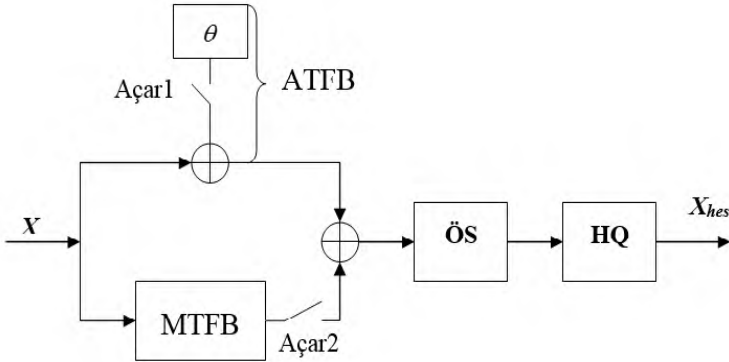 θ
Açar1
ATFB
X
ÖS
HQ
X_hes
MTFB
Açar2